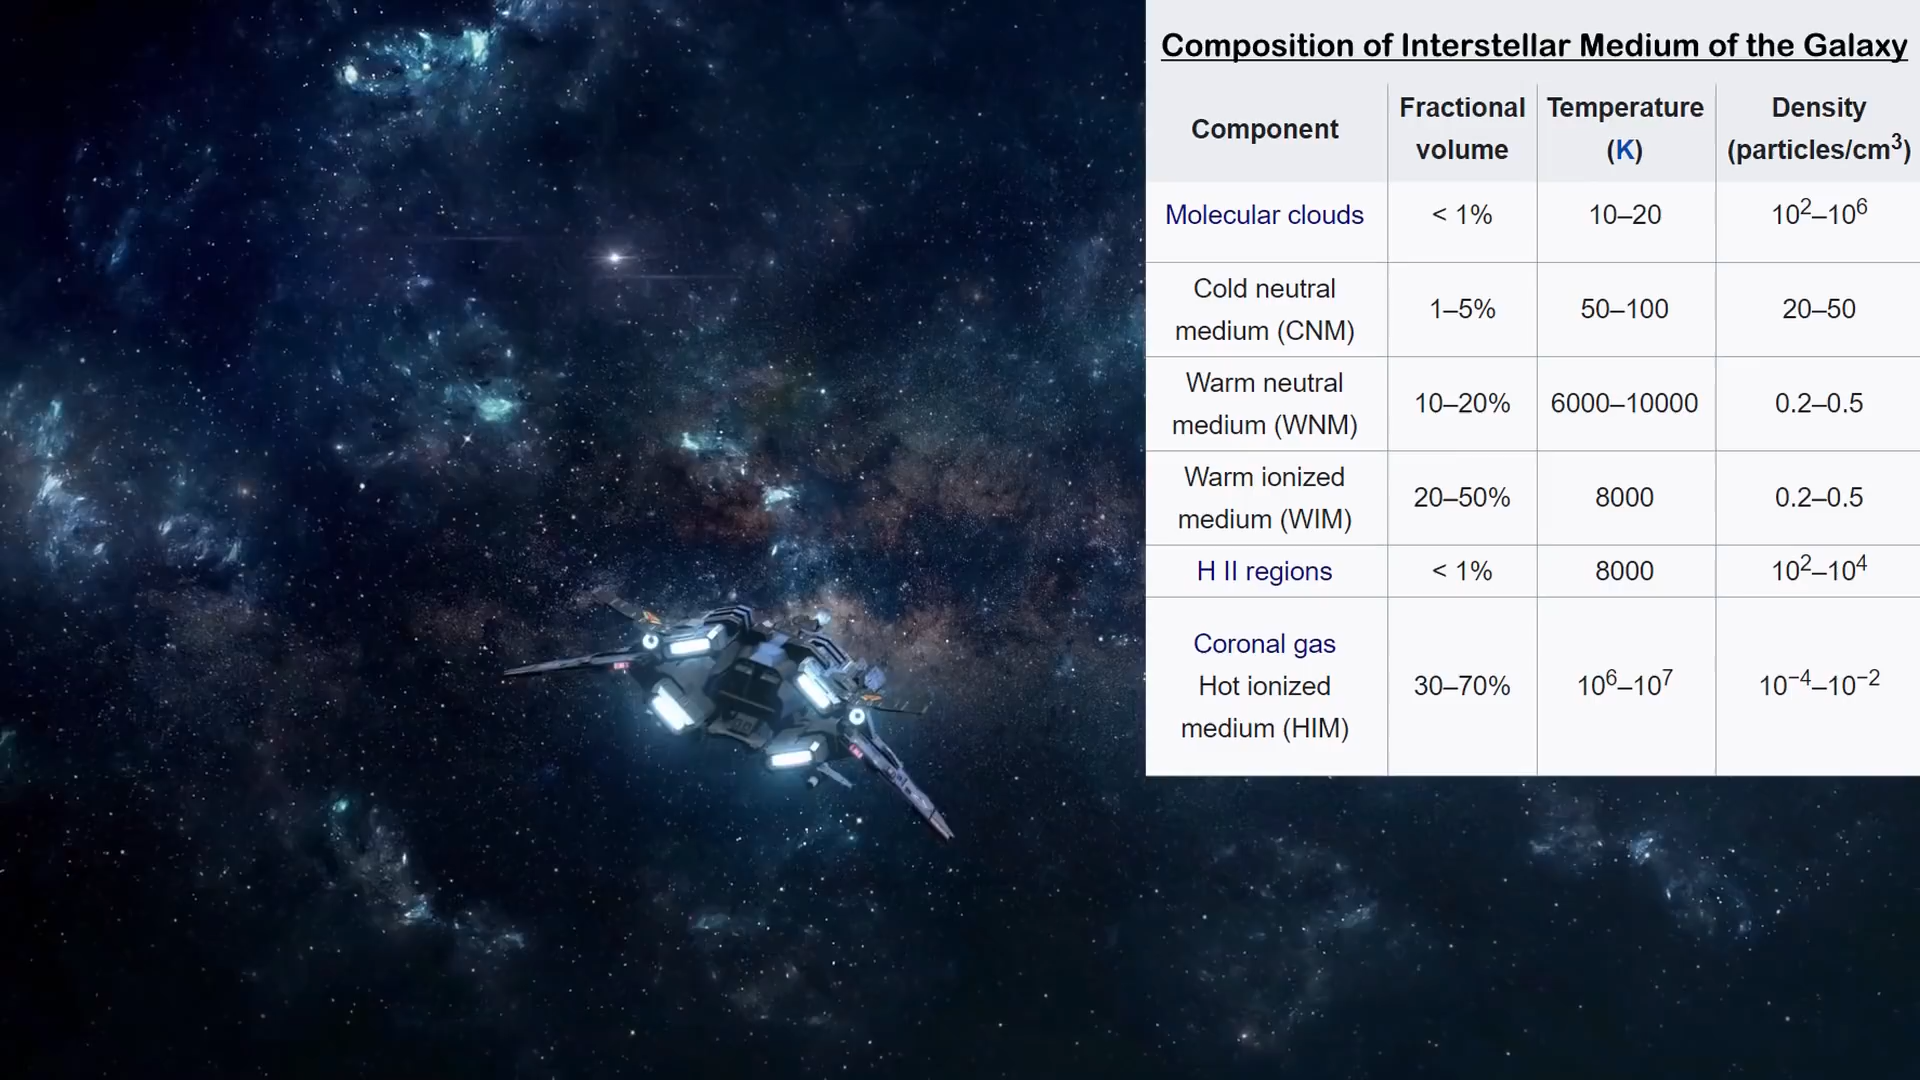 Composition of Interstellar Medium of the Galaxy
Component
Fractional
volume
Temperature
(K)
Density
(particles/cm³)
Molecular clouds
< 1%
10–20
10²–10⁶
Cold neutral
medium (CNM)
1–5%
50–100
20–50
Warm neutral
medium (WNM)
10–20%
6000–10000
0.2–0.5
Warm ionized
medium (WIM)
20–50%
8000
0.2–0.5
H II regions
< 1%
8000
10²–10⁴
Coronal gas
Hot ionized
medium (HIM)
30–70%
10⁶–10⁷
10⁻⁴–10⁻²